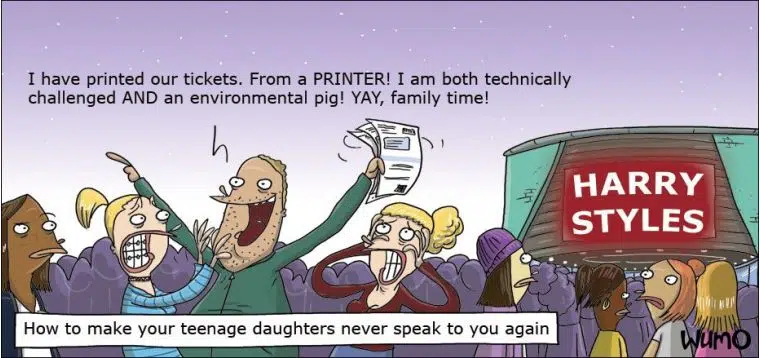 I have printed our tickets. From a PRINTER! I am both technically
challenged AND an environmental pig! YAY, family time!
HARRY
STYLES
How to make your teenage daughters never speak to you again
WUMO